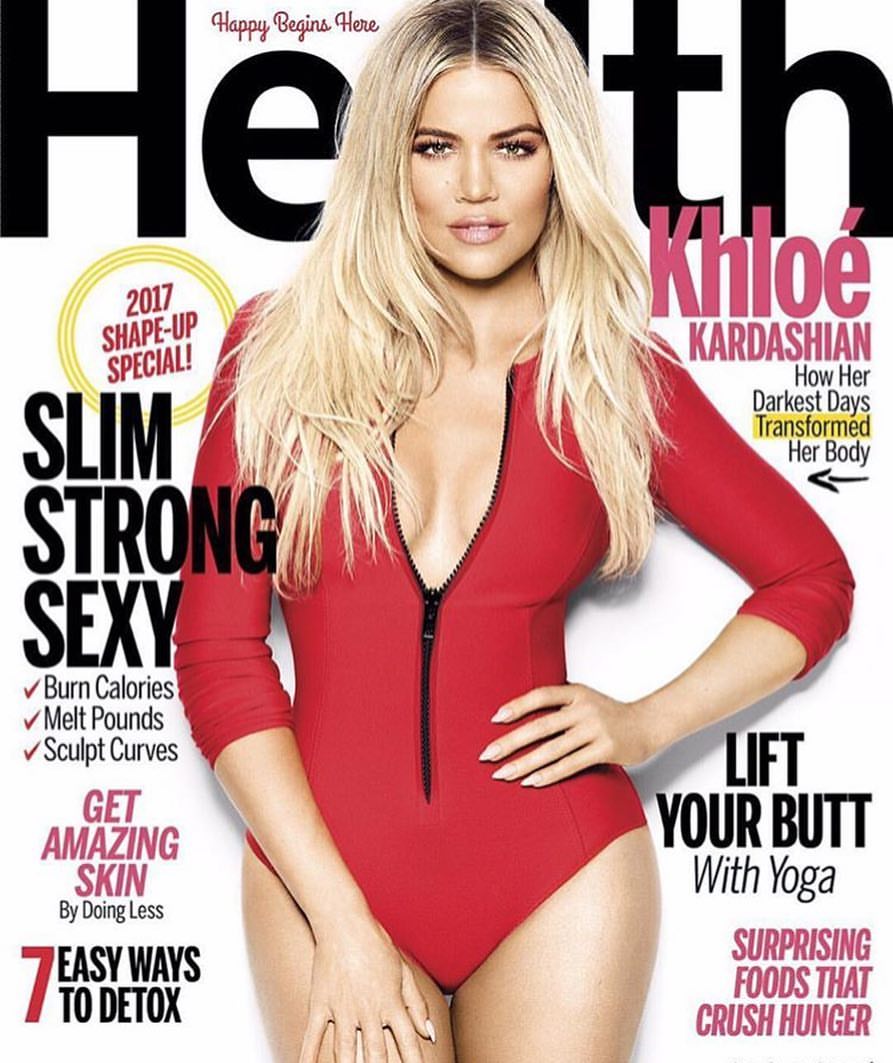 Happy Begins Here
Health
Khloé
KARDASHIAN
How Her
Darkest Days
Transformed
Her Body
2017
SHAPE-UP
SPECIAL!
SLIM
STRONG
SEXY
✓ Burn Calories
✓ Melt Pounds
✓ Sculpt Curves
GET
AMAZING
SKIN
By Doing Less
7 EASY WAYS
TO DETOX
LIFT
YOUR BUTT
With Yoga
SURPRISING
FOODS THAT
CRUSH HUNGER